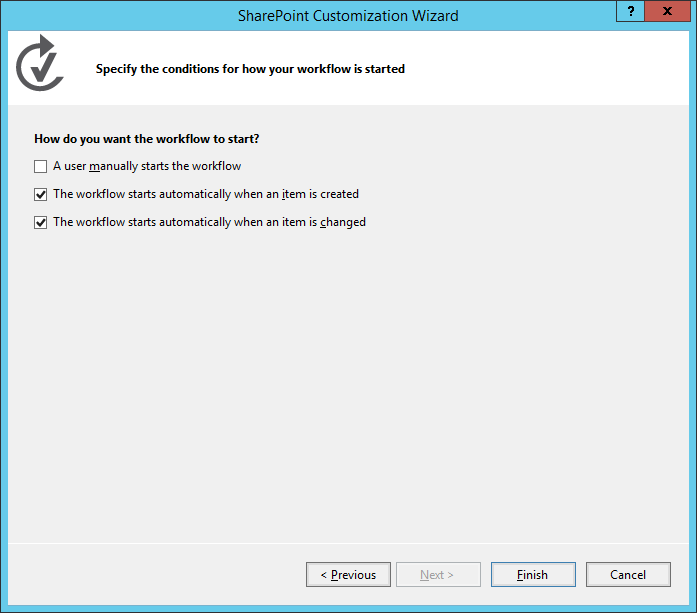 SharePoint Customization Wizard
?
x
Specify the conditions for how your workflow is started
How do you want the workflow to start?
A user manually starts the workflow
The workflow starts automatically when an item is created
The workflow starts automatically when an item is changed
< Previous
Next >
Finish
Cancel